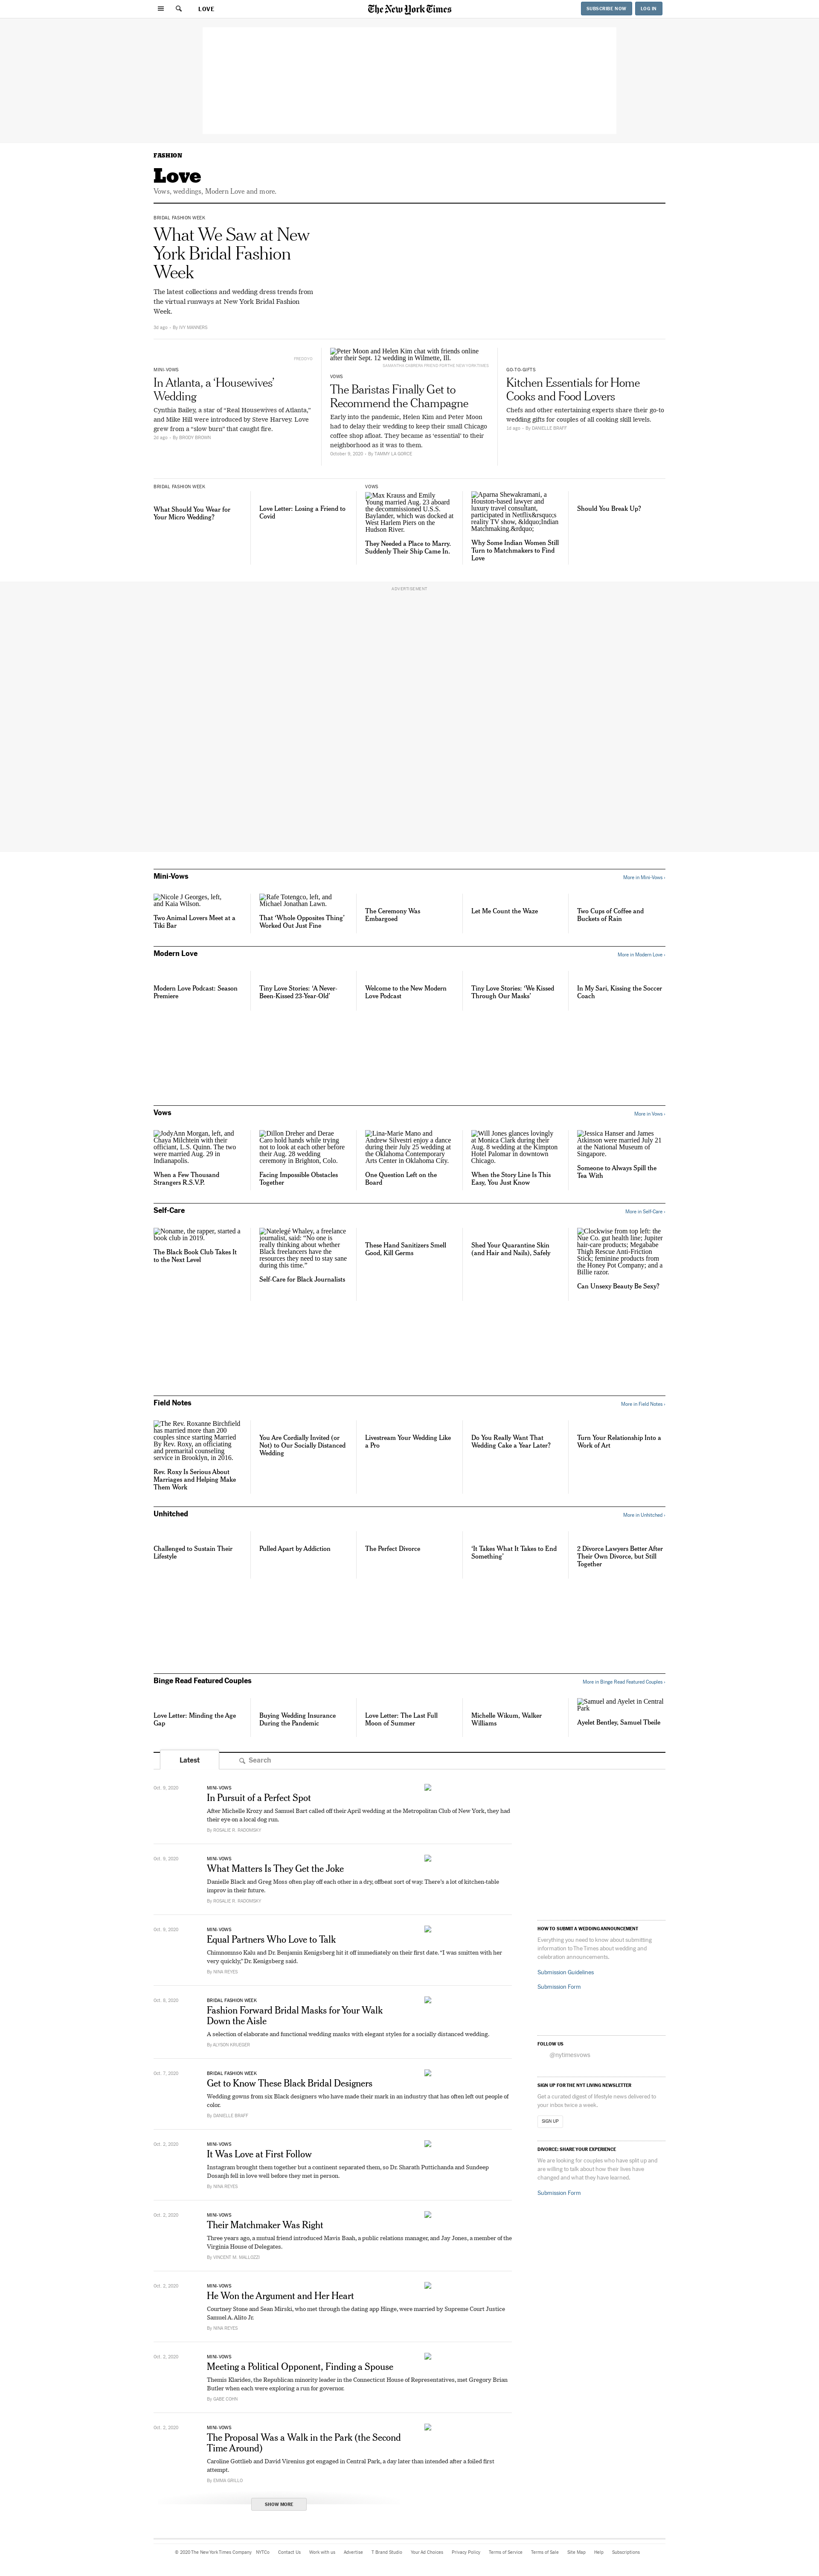 LOVE
The New York Times
SUBSCRIBE NOW
LOG IN
FASHION
Love
Vows, weddings, Modern Love and more.
BRIDAL FASHION WEEK
What We Saw at New
York Bridal Fashion
Week
The latest collections and wedding dress trends from
the virtual runways at New York Bridal Fashion
Week.
2d ago · By IVY MANNERS
MINI-VOWS
In Atlanta, a ‘Housewives’
Wedding
Cynthia Bailey, a star of “Real Housewives of Atlanta,”
and Mike Hill were introduced by Steve Harvey. Love
grew from a “slow burn” that caught fire.
2d ago · By BRODY BROWN
Peter Moon and Helen Kim chat with friends online
after their Sept. 12 wedding in Wilmette, Ill.
VOWS
The Baristas Finally Get to
Recommend the Champagne
Early into the pandemic, Helen Kim and Peter Moon
had to delay their wedding to keep their small Chicago
coffee shop afloat. They became as ‘essential’ to their
neighborhood as it was to them.
October 9, 2020 · By TAMMY LA GORCE
GO-TO-GIFTS
Kitchen Essentials for Home
Cooks and Food Lovers
Chefs and other entertaining experts share their go-to
wedding gifts for couples of all cooking skill levels.
1d ago · By DANIELLE BRAFF
BRIDAL FASHION WEEK
What Should You Wear for
Your Micro Wedding?
Love Letter: Losing a Friend to
Covid
VOWS
Max Krauss and Emily
Young married Aug. 23 aboard
the decommissioned U.S.S.
Baylander, which was docked at
West Harlem Piers on the
Hudson River.
They Needed a Place to Marry.
Suddenly Their Ship Came In.
Aparna Shewakramani, a
Houston-based lawyer and
luxury travel consultant,
participated in Netflix&rsquo;s
reality TV show, &ldquo;Indian
Matchmaking.&rdquo;
Why Some Indian Women Still
Turn to Matchmakers to Find
Love
Should You Break Up?
ADVERTISEMENT
Mini-Vows
More in Mini-Vows ›
Nicole J Georges, left,
and Kaia Wilson.
Two Animal Lovers Meet at a
Tiki Bar
Rafe Totengco, left, and
Michael Jonathan Lawn.
That ‘Whole Opposites Thing’
Worked Out Just Fine
The Ceremony Was
Embargoed
Let Me Count the Waze
Two Cups of Coffee and
Buckets of Rain
Modern Love
More in Modern Love ›
Modern Love Podcast: Season
Premiere
Tiny Love Stories: ‘A Never-
Been-Kissed 23-Year-Old’
Welcome to the New Modern
Love Podcast
Tiny Love Stories: ‘We Kissed
Through Our Masks’
In My Sari, Kissing the Soccer
Coach
Vows
More in Vows ›
JodyAnn Morgan, left, and
Chaya Milchtein with their
officiant, L.S. Quinn. The two
were married Aug. 29 in
Indianapolis.
When a Few Thousand
Strangers R.S.V.P.
Dillon Dreher and Derae
Caro hold hands while trying
not to look at each other before
their Aug. 28 wedding
ceremony in Brighton, Colo.
Facing Impossible Obstacles
Together
Lina-Marie Mano and
Andrew Silvestri enjoy a dance
during their July 25 wedding at
the Oklahoma Contemporary
Arts Center in Oklahoma City.
One Question Left on the
Board
Will Jones glances lovingly
at Monica Clark during their
Aug. 8 wedding at the Kimpton
Hotel Palomar in downtown
Chicago.
When the Story Line Is This
Easy, You Just Know
Jessica Hanser and James
Atkinson were married July 21
at the National Museum of
Singapore.
Someone to Always Spill the
Tea With
Self-Care
More in Self-Care ›
Noname, the rapper, started a
book club in 2019.
The Black Book Club Takes It
to the Next Level
Natelegé Whaley, a freelance
journalist, said: “No one is
really thinking about whether
Black freelancers have the
resources they need to stay sane
during this time.”
Self-Care for Black Journalists
These Hand Sanitizers Smell
Good, Kill Germs
Shed Your Quarantine Skin
(and Hair and Nails), Safely
Clockwise from top left: the
Nue Co. gut health line; Jupiter
hair-care products; Megababe
Thigh Rescue Anti-Friction
Stick; feminine products from
the Honey Pot Company; and a
Billie razor.
Can Unsexy Beauty Be Sexy?
Field Notes
More in Field Notes ›
The Rev. Roxanne Birchfield
has married more than 200
couples since starting Married
By Rev. Roxy, an officiating
and premarital counseling
service in Brooklyn, in 2016.
Rev. Roxy Is Serious About
Marriages and Helping Make
Them Work
You Are Cordially Invited (or
Not) to Our Socially Distanced
Wedding
Livestream Your Wedding Like
a Pro
Do You Really Want That
Wedding Cake a Year Later?
Turn Your Relationship Into a
Work of Art
Unhitched
More in Unhitched ›
Challenged to Sustain Their
Lifestyle
Pulled Apart by Addiction
The Perfect Divorce
‘It Takes What It Takes to End
Something’
2 Divorce Lawyers Better After
Their Own Divorce, but Still
Together
Binge Read Featured Couples
More in Binge Read Featured Couples ›
Love Letter: Minding the Age
Gap
Buying Wedding Insurance
During the Pandemic
Love Letter: The Last Full
Moon of Summer
Michelle Wikum, Walker
Williams
Samuel and Ayelet in Central
Park
Ayelet Bentley, Samuel Tbeile
Latest
Search
Oct. 9, 2020
MINI-VOWS
In Pursuit of a Perfect Spot
After Michelle Krozy and Samuel Bart called off their April wedding at the Metropolitan Club of New York, they had
their eye on a local dog run.
By ROSALIE R. RADOMSKY
Oct. 9, 2020
MINI-VOWS
What Matters Is They Get the Joke
Danielle Black and Greg Moss often play off each other in a dry, offbeat sort of way. There’s a lot of kitchen-table
improv in their future.
By ROSALIE R. RADOMSKY
Oct. 9, 2020
MINI-VOWS
Equal Partners Who Love to Talk
Chinmomnso Kalu and Dr. Benjamin Konigsberg hit it off immediately on their first date. “I was smitten with her
very quickly,” Dr. Konigsberg said.
By NINA REYES
Oct. 8, 2020
BRIDAL FASHION WEEK
Fashion Forward Bridal Masks for Your Walk
Down the Aisle
A selection of elaborate and functional wedding masks with elegant styles for a socially distanced wedding.
By ALYSON KRUEGER
Oct. 7, 2020
BRIDAL FASHION WEEK
Get to Know These Black Bridal Designers
Wedding gowns from six Black designers who have made their mark in an industry that has often left out people of
color.
By DANIELLE BRAFF
Oct. 2, 2020
MINI-VOWS
It Was Love at First Follow
Instagram brought them together but a continent separated them, so Dr. Sharath Puttichanda and Sundeep
Dosanjh fell in love well before they met in person.
By NINA REYES
Oct. 2, 2020
MINI-VOWS
Their Matchmaker Was Right
Three years ago, a mutual friend introduced Mavis Baah, a public relations manager, and Jay Jones, a member of the
Virginia House of Delegates.
By VINCENT M. MALLOZZI
Oct. 2, 2020
MINI-VOWS
He Won the Argument and Her Heart
Courtney Stone and Sean Mirski, who met through the dating app Hinge, were married by Supreme Court Justice
Samuel A. Alito Jr.
By NINA REYES
Oct. 2, 2020
MINI-VOWS
Meeting a Political Opponent, Finding a Spouse
Themis Klarides, the Republican minority leader in the Connecticut House of Representatives, met Gregory Brian
Butler when each were exploring a run for governor.
By GABE COHN
Oct. 2, 2020
MINI-VOWS
The Proposal Was a Walk in the Park (the Second
Time Around)
Caroline Gottlieb and David Virenius got engaged in Central Park, a day later than intended after a foiled first
attempt.
By EMMA GRILLO
SHOW MORE
HOW TO SUBMIT A WEDDING ANNOUNCEMENT
Everything you need to know about submitting
information to The Times about wedding and
celebration announcements.
Submission Guidelines
Submission Form
FOLLOW US
@nytimesvows
SIGN UP FOR THE NYT LIVING NEWSLETTER
Get a curated digest of lifestyle news delivered to
your inbox twice a week.
SIGN UP
DIVORCE: SHARE YOUR EXPERIENCE
We are looking for couples who have split up and
are willing to talk about how their lives have
changed and what they have learned.
Submission Form
© 2020 The New York Times Company NYTCo Contact Us Work with us Advertise T Brand Studio Your Ad Choices Privacy Policy Terms of Service Terms of Sale Site Map Help Subscriptions